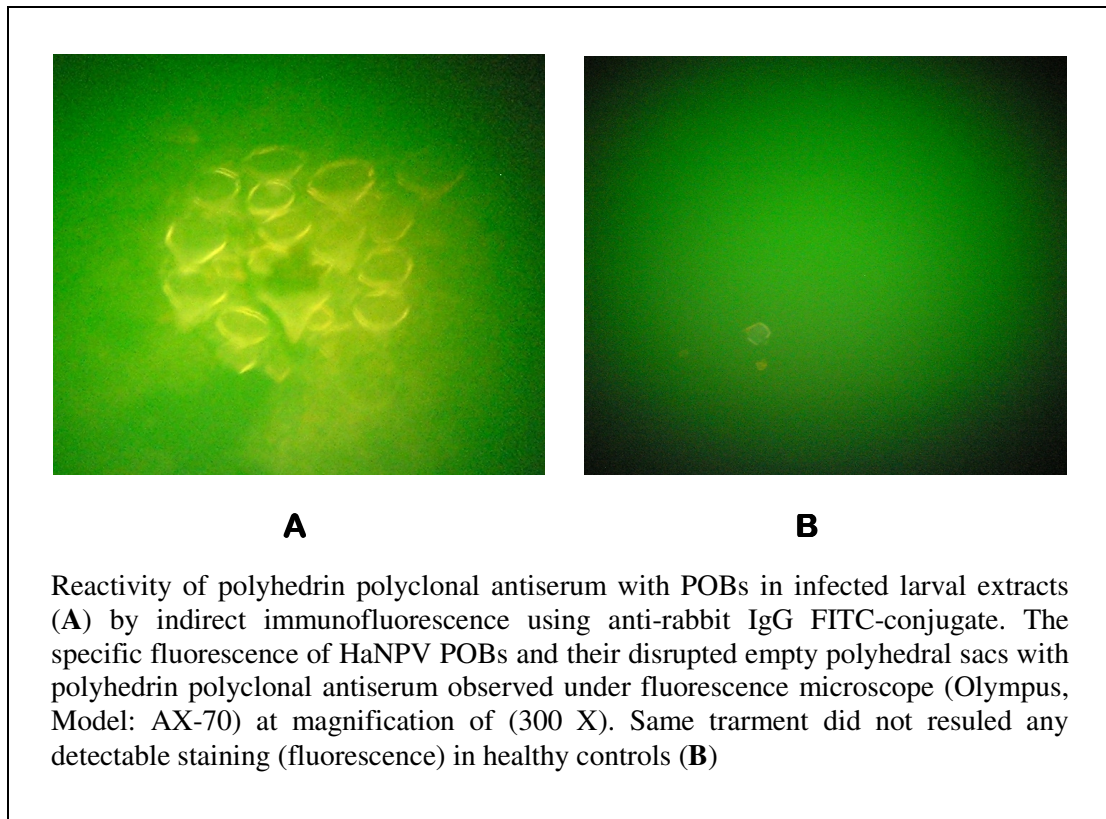 A
B
Reactivity of polyhedrin polyclonal antiserum with POBs in infected larval extracts
(A) by indirect immunofluorescence using anti-rabbit IgG FITC-conjugate. The
specific fluorescence of HaNPV POBs and their disrupted empty polyhedral sacs with
polyhedrin polyclonal antiserum observed under fluorescence microscope (Olympus,
Model: AX-70) at magnification of (300 X). Same trarment did not resuled any
detectable staining (fluorescence) in healthy controls (B)